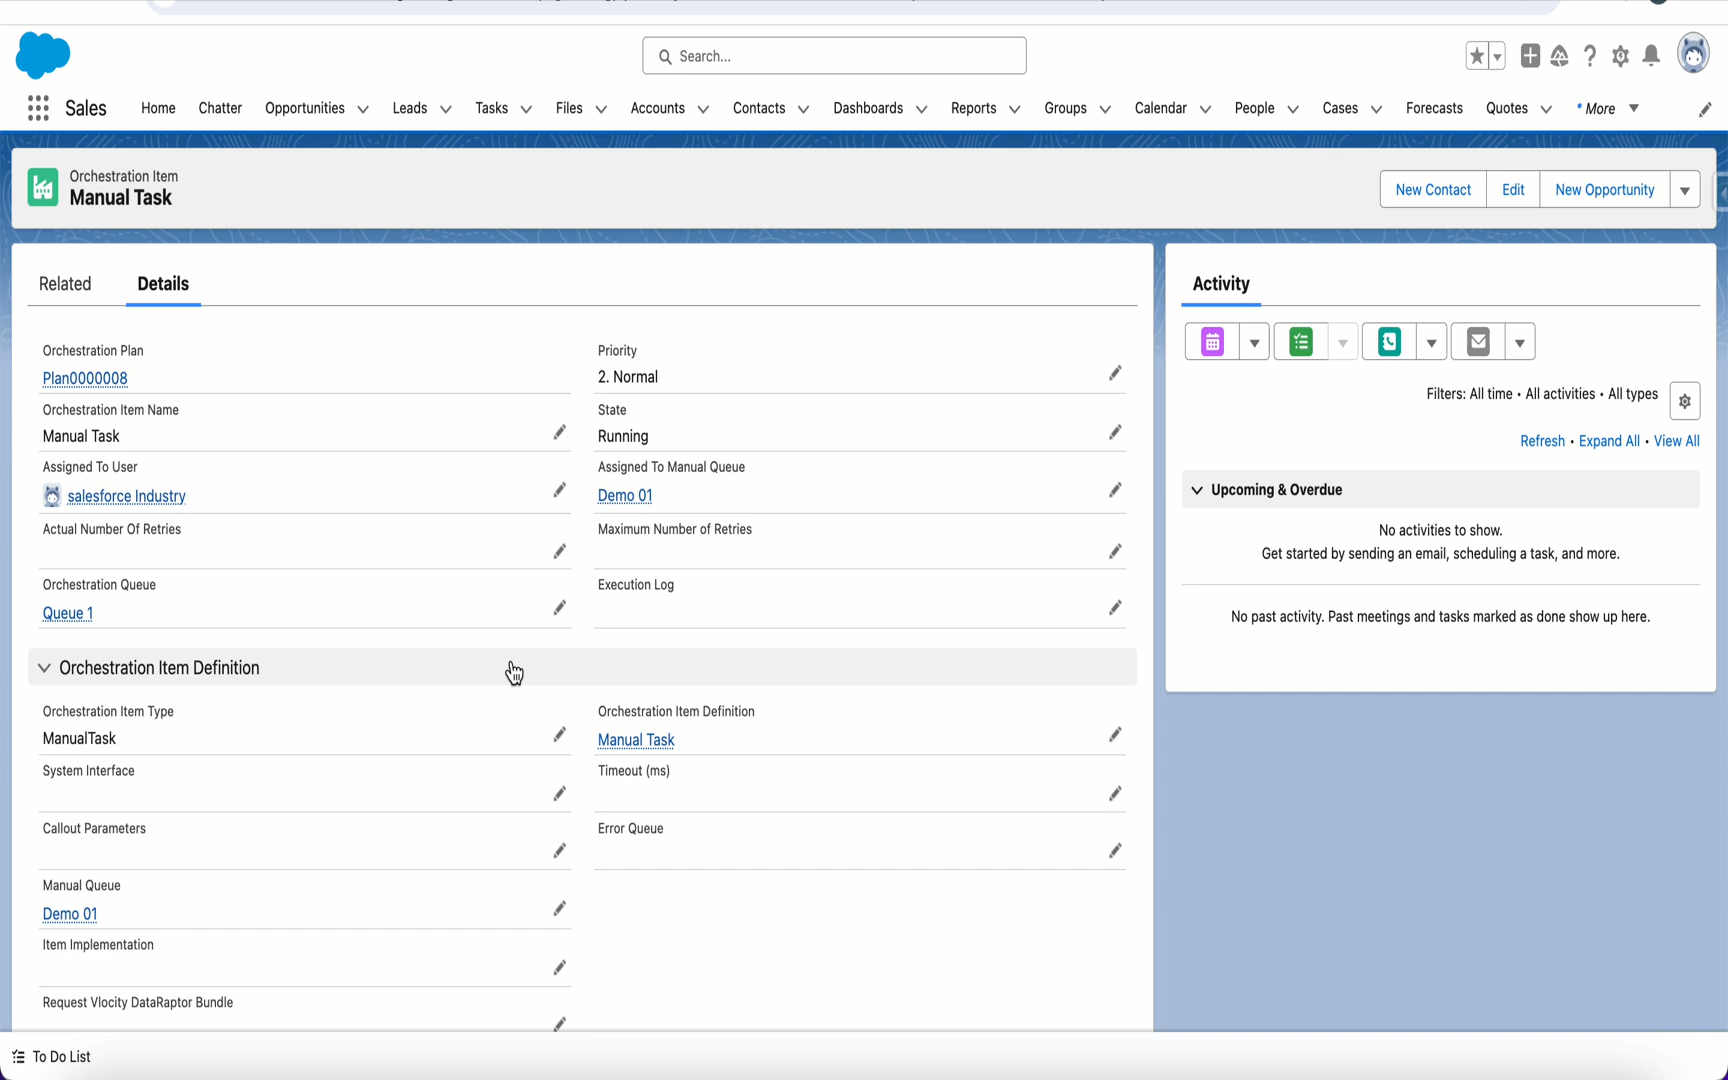 Search...
Sales Home Chatter Opportunities Leads Tasks Files Accounts Contacts Dashboards Reports Groups Calendar People Cases Forecasts Quotes * More
Orchestration Item
Manual Task
New Contact Edit New Opportunity
Related Details
Orchestration Plan
Plan0000008
Priority
2. Normal
Orchestration Item Name
Manual Task
State
Running
Assigned To User
salesforce Industry
Assigned To Manual Queue
Demo 01
Actual Number Of Retries
Maximum Number of Retries
Orchestration Queue
Queue 1
Execution Log
Orchestration Item Definition
Orchestration Item Type
ManualTask
Orchestration Item Definition
Manual Task
System Interface
Timeout (ms)
Callout Parameters
Error Queue
Manual Queue
Demo 01
Item Implementation
Request Vlocity DataRaptor Bundle
Activity
Filters: All time • All activities • All types
Refresh • Expand All • View All
Upcoming & Overdue
No activities to show.
Get started by sending an email, scheduling a task, and more.
No past activity. Past meetings and tasks marked as done show up here.
To Do List